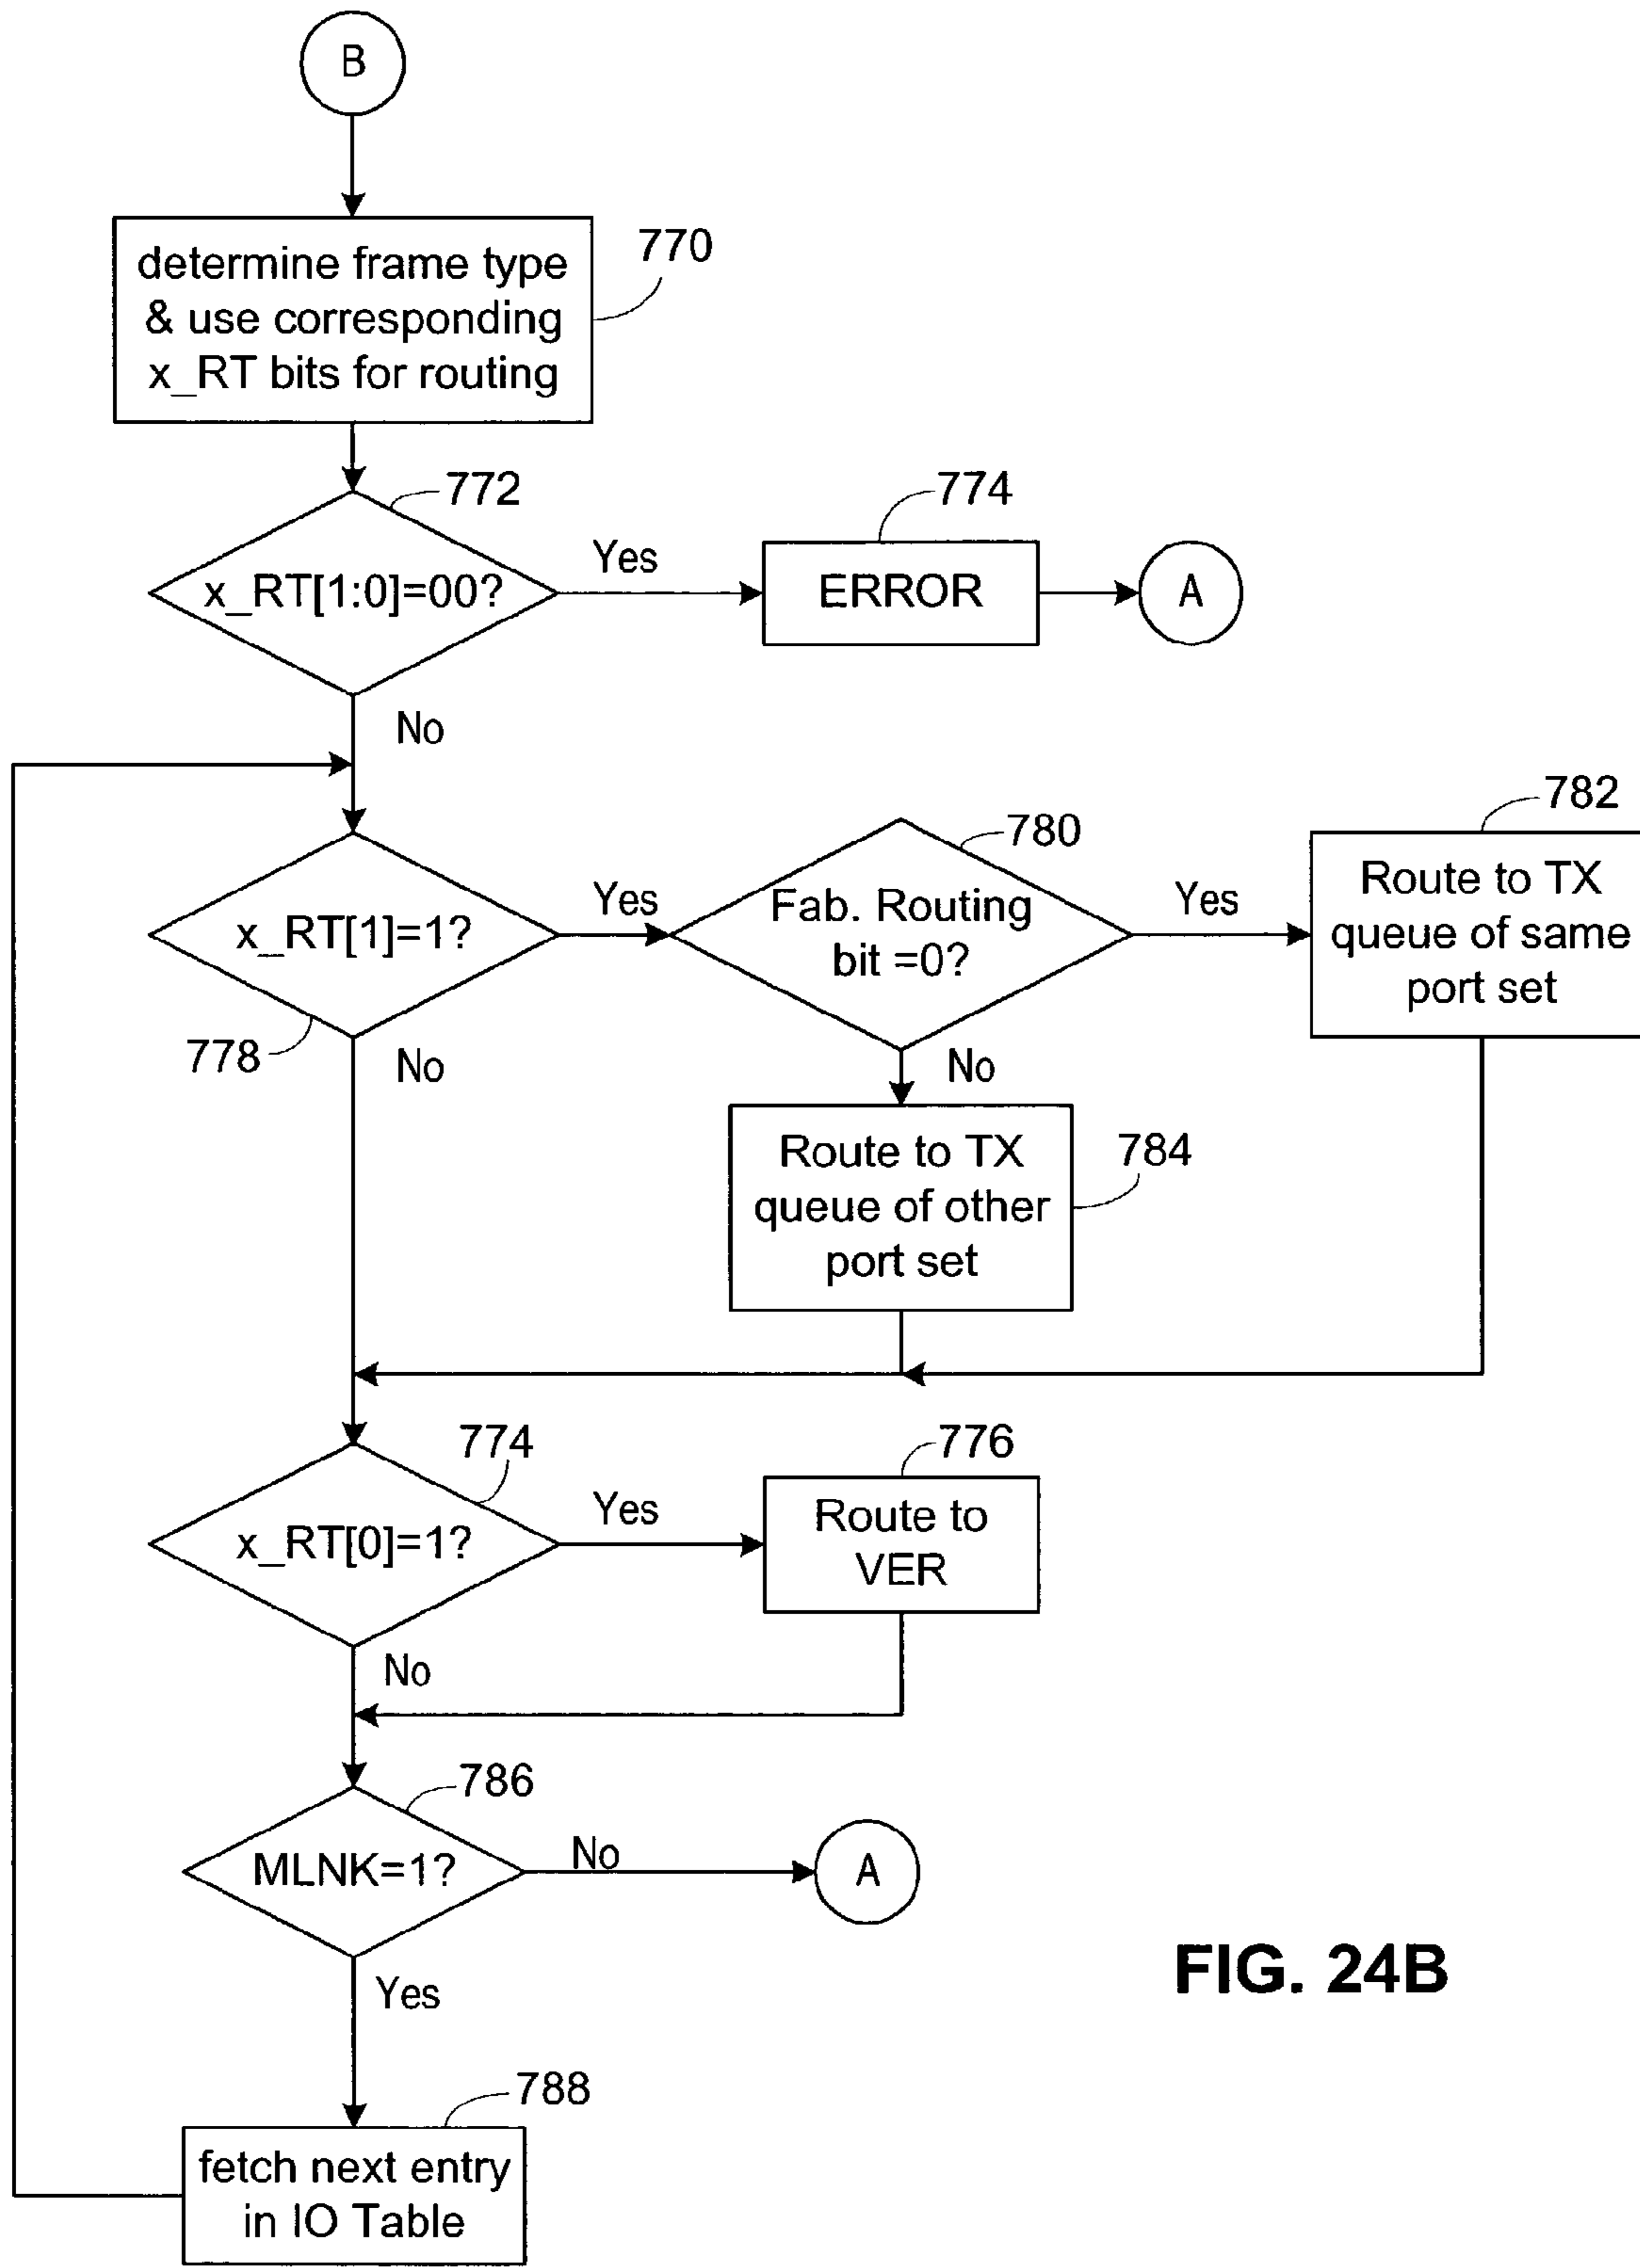 B
determine frame type
& use corresponding
x_RT bits for routing
770
772
x_RT[1:0]=00?
Yes
774
ERROR
A
No
778
x_RT[1]=1?
Yes
780
Fab. Routing
bit =0?
Yes
782
Route to TX
queue of same
port set
No
No
Route to TX
queue of other
port set
784
774
x_RT[0]=1?
Yes
776
Route to
VER
No
786
MLNK=1?
No
A
Yes
788
fetch next entry
in IO Table
FIG. 24B